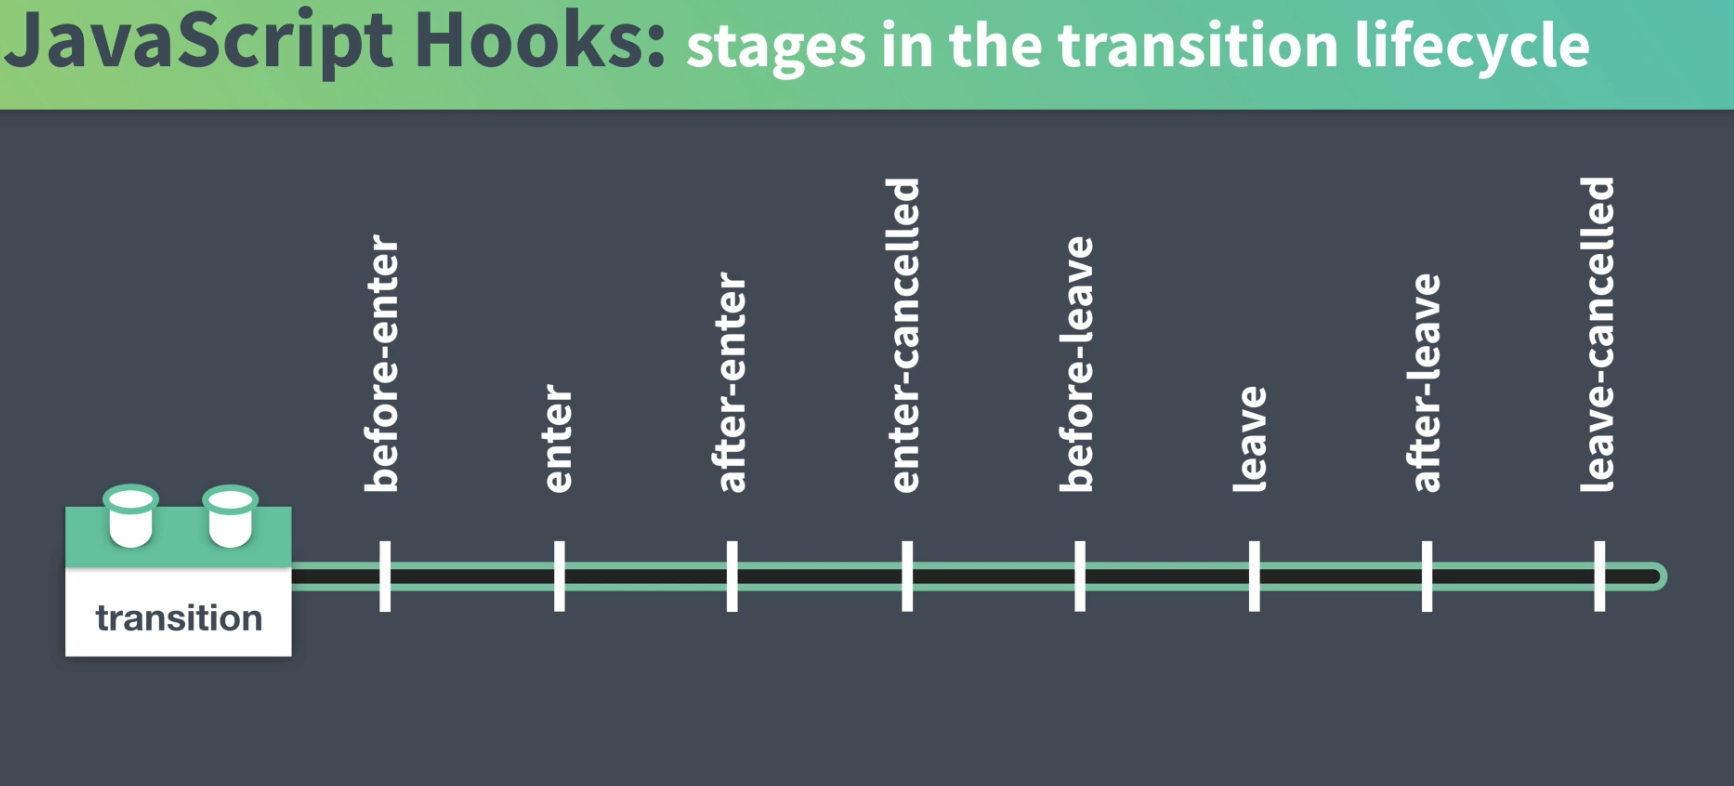 JavaScript Hooks: stages in the transition lifecycle
before-enter
enter
after-enter
enter-cancelled
before-leave
leave
after-leave
leave-cancelled
transition